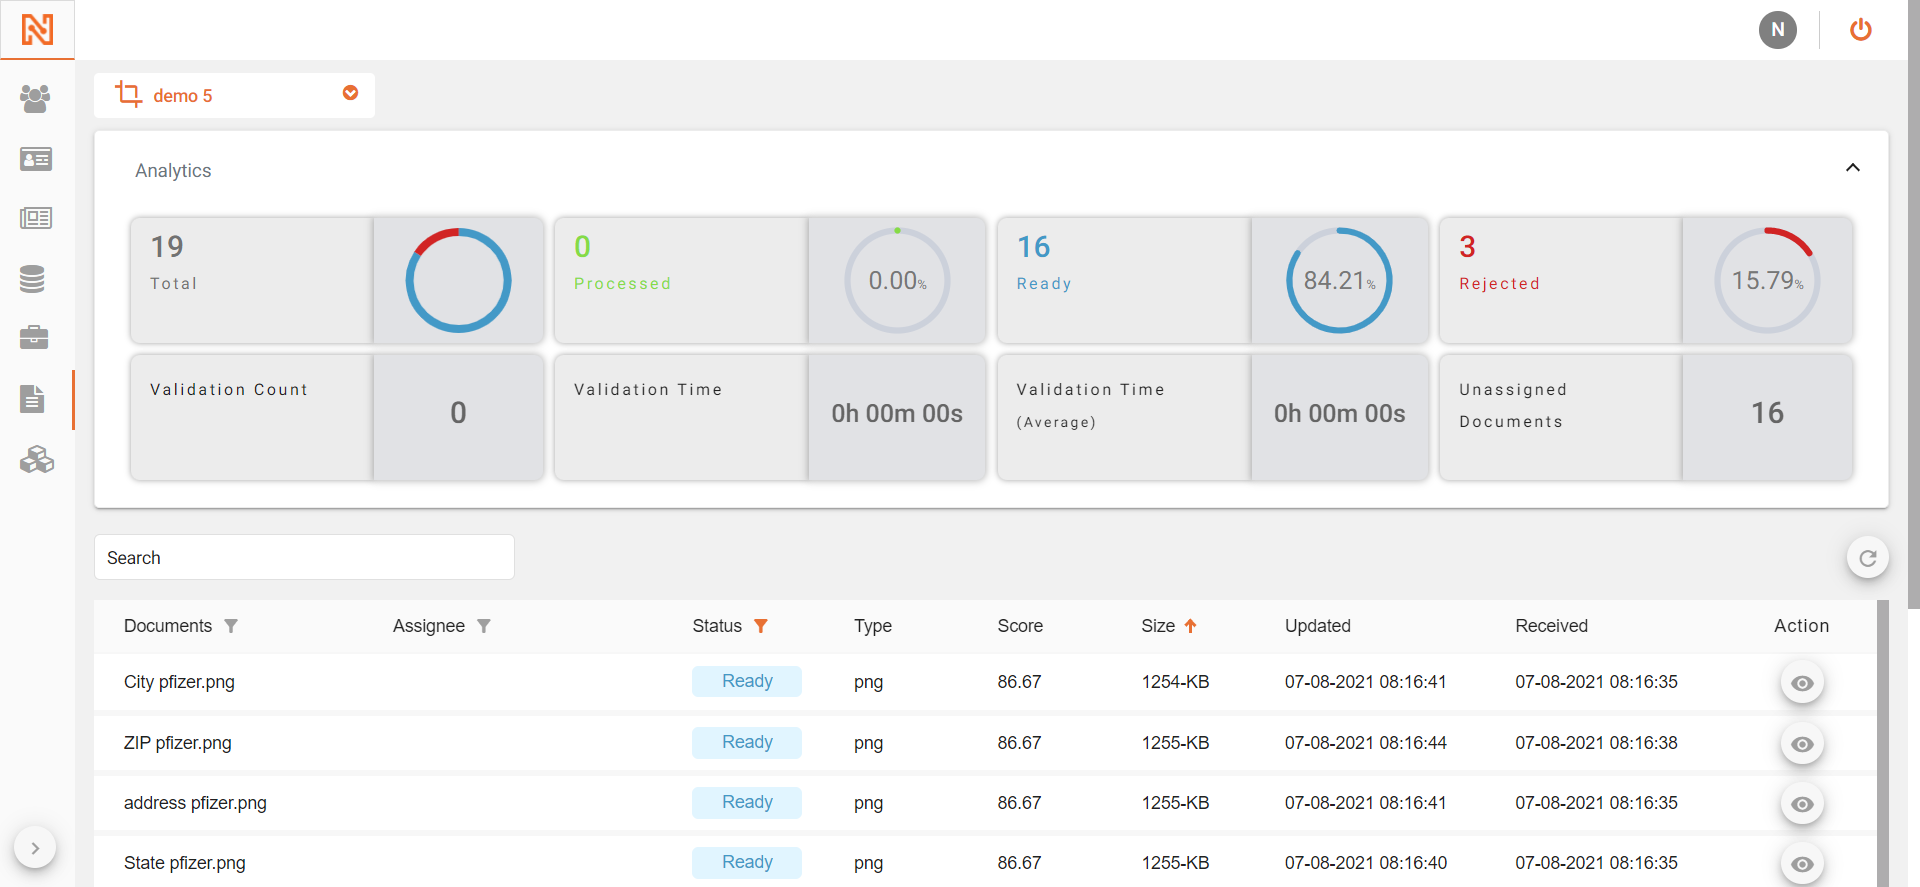 N
demo 5
Analytics
19
Total
0
Processed
0.00%
16
Ready
84.21%
3
Rejected
15.79%
Validation Count
0
Validation Time
0h 00m 00s
Validation Time
(Average)
0h 00m 00s
Unassigned
Documents
16
Search
Documents Assignee Status Type Score Size Updated Received Action
City pfizer.png Ready png 86.67 1254-KB 07-08-2021 08:16:41 07-08-2021 08:16:35
ZIP pfizer.png Ready png 86.67 1255-KB 07-08-2021 08:16:44 07-08-2021 08:16:38
address pfizer.png Ready png 86.67 1255-KB 07-08-2021 08:16:41 07-08-2021 08:16:35
State pfizer.png Ready png 86.67 1255-KB 07-08-2021 08:16:40 07-08-2021 08:16:35